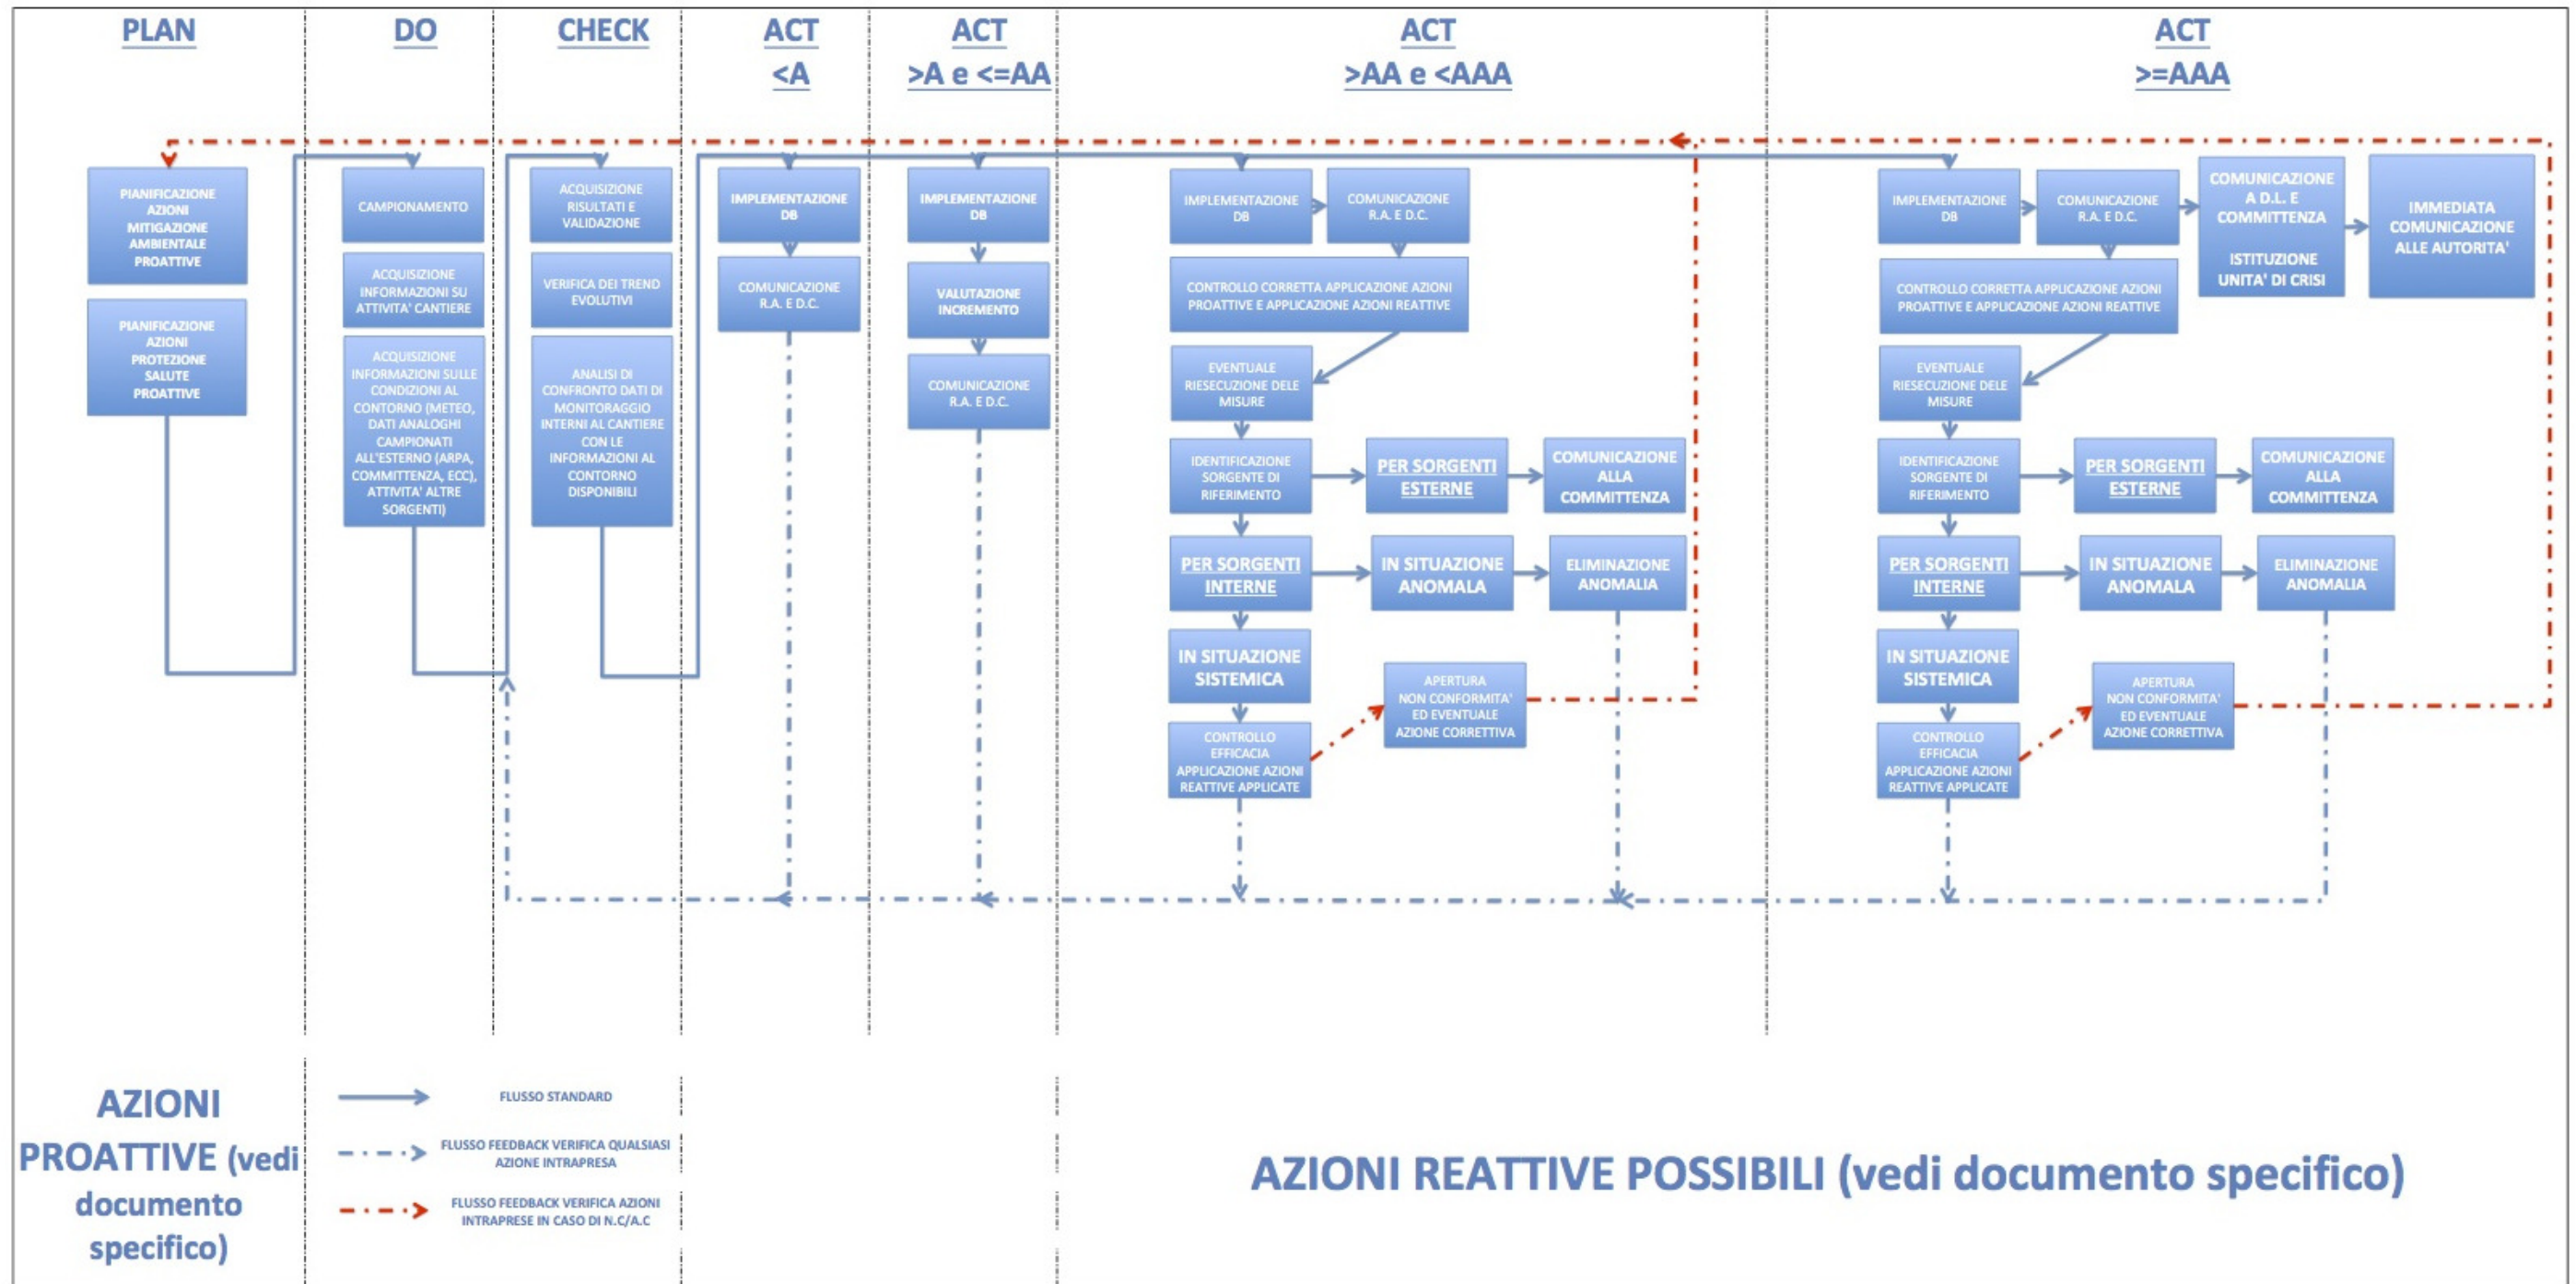 PLAN
DO
CHECK
ACT
<A
ACT
>A e <=AA
ACT
>AA e <AAA
ACT
>=AAA
PIANIFICAZIONE
AZIONI
MITIGAZIONE
AMBIENTALE
PROATTIVE
PIANIFICAZIONE
AZIONI
PROTEZIONE
SALUTE
PROATTIVE
CAMPIONAMENTO
ACQUISIZIONE
INFORMAZIONI SU
ATTIVITA' CANTIERE
ACQUISIZIONE
INFORMAZIONI SULLE
CONDIZIONI AL
CONTORNO (METEO,
DATI ANALOGHI
CAMPIONATI
ALL'ESTERNO (ARPA,
COMMITTENZA, ECC),
ATTIVITA' ALTRE
SORGENTI)
ACQUISIZIONE
RISULTATI E
VALIDAZIONE
VERIFICA DEI TREND
EVOLUTIVI
ANALISI DI
CONFRONTO DATI DI
MONITORAGGIO
INTERNI AL CANTIERE
CON LE
INFORMAZIONI AL
CONTORNO
DISPONIBILI
IMPLEMENTAZIONE
DB
COMUNICAZIONE
R.A. E D.C.
IMPLEMENTAZIONE
DB
VALUTAZIONE
INCREMENTO
COMUNICAZIONE
R.A. E D.C.
IMPLEMENTAZIONE
DB
COMUNICAZIONE
R.A. E D.C.
CONTROLLO CORRETTA APPLICAZIONE AZIONI
PROATTIVE E APPLICAZIONE AZIONI REATTIVE
EVENTUALE
RIESECUZIONE DELE
MISURE
IDENTIFICAZIONE
SORGENTE DI
RIFERIMENTO
PER SORGENTI
ESTERNE
COMUNICAZIONE
ALLA
COMMITTENZA
PER SORGENTI
INTERNE
IN SITUAZIONE
ANOMALA
ELIMINAZIONE
ANOMALIA
IN SITUAZIONE
SISTEMICA
APERTURA
NON CONFORMITA'
ED EVENTUALE
AZIONE CORRETTIVA
CONTROLLO
EFFICACIA
APPLICAZIONE AZIONI
REATTIVE APPLICATE
IMPLEMENTAZIONE
DB
COMUNICAZIONE
R.A. E D.C.
COMUNICAZIONE
A D.L. E
COMMITTENZA
ISTITUZIONE
UNITA' DI CRISI
IMMEDIATA
COMUNICAZIONE
ALLE AUTORITA'
CONTROLLO CORRETTA APPLICAZIONE AZIONI
PROATTIVE E APPLICAZIONE AZIONI REATTIVE
EVENTUALE
RIESECUZIONE DELE
MISURE
IDENTIFICAZIONE
SORGENTE DI
RIFERIMENTO
PER SORGENTI
ESTERNE
COMUNICAZIONE
ALLA
COMMITTENZA
PER SORGENTI
INTERNE
IN SITUAZIONE
ANOMALA
ELIMINAZIONE
ANOMALIA
IN SITUAZIONE
SISTEMICA
APERTURA
NON CONFORMITA'
ED EVENTUALE
AZIONE CORRETTIVA
CONTROLLO
EFFICACIA
APPLICAZIONE AZIONI
REATTIVE APPLICATE
AZIONI
PROATTIVE (vedi
documento
specifico)
FLUSSO STANDARD
FLUSSO FEEDBACK VERIFICA QUALSIASI
AZIONE INTRAPRESA
FLUSSO FEEDBACK VERIFICA AZIONI
INTRAPRESE IN CASO DI N.C/A.C
AZIONI REATTIVE POSSIBILI (vedi documento specifico)